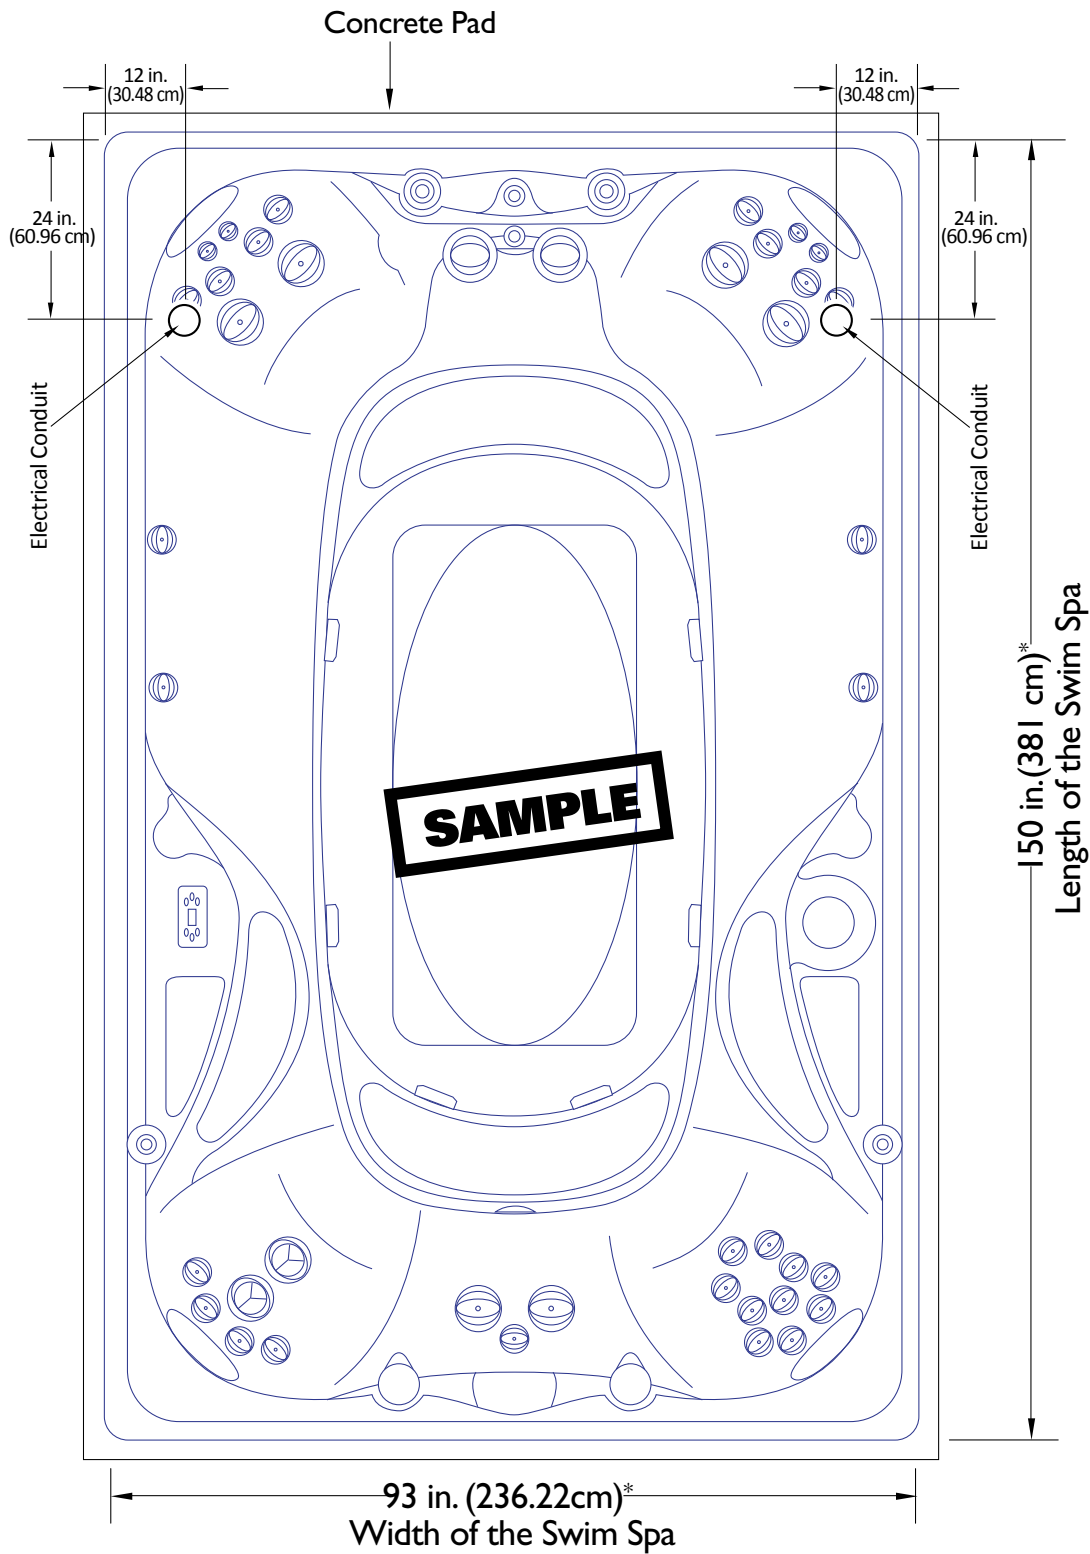 Concrete Pad
12 in.
(30.48 cm)
12 in.
(30.48 cm)
24 in.
(60.96 cm)
24 in.
(60.96 cm)
Electrical Conduit
Electrical Conduit
150 in.(381 cm)*
Length of the Swim Spa
SAMPLE
93 in. (236.22cm)*
Width of the Swim Spa